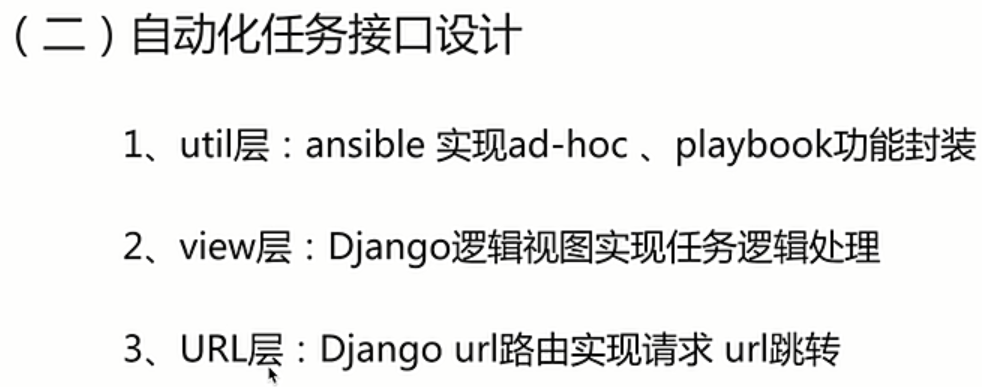 （二）自动化任务接口设计
1、util层：ansible 实现ad-hoc 、playbook功能封装
2、view层：Django逻辑视图实现任务逻辑处理
3、URL层：Django url路由实现请求 url跳转